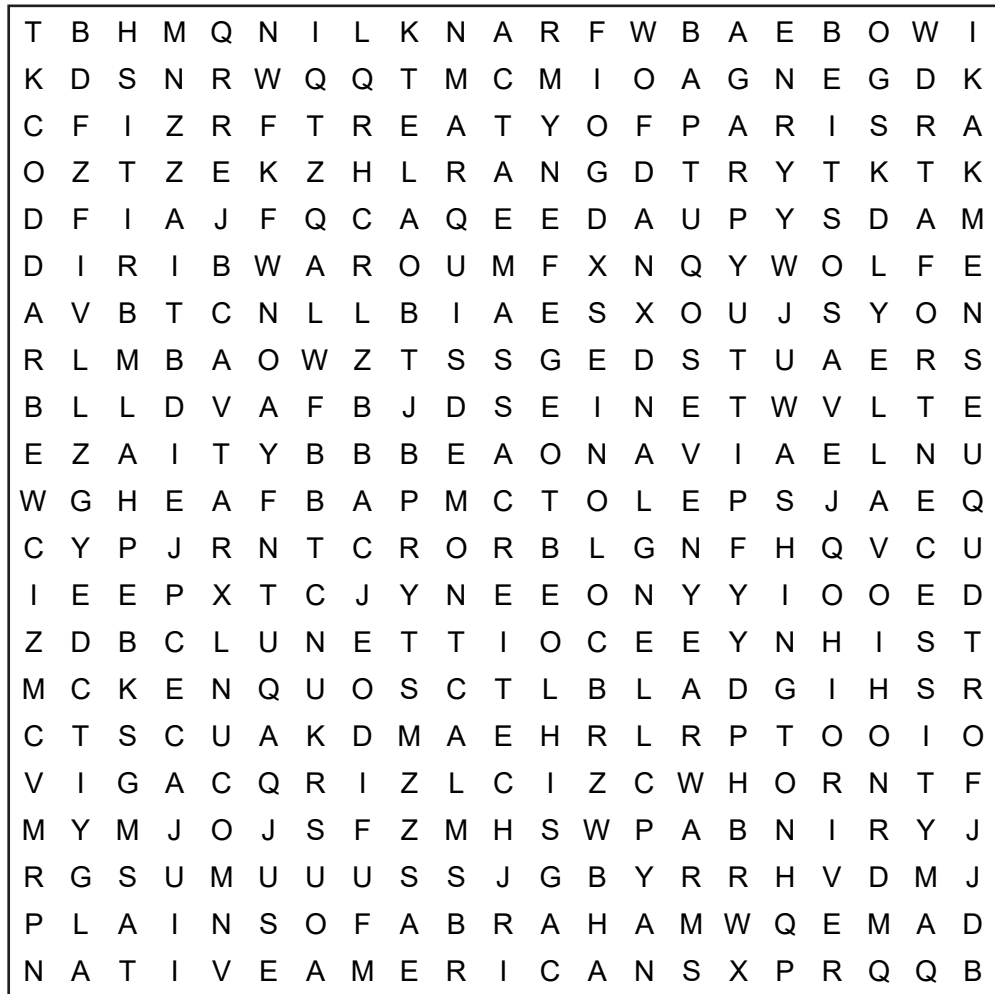 T B H M Q N I L K N A R F W B A E B O W I
K D S N R W Q Q T M C M I O A G N E G D K
C F I Z R F T R E A T Y O F P A R I S R A
O Z T Z E K Z H L R A N G D T R Y T K T K
D F I A J F Q C A Q E E D A U P Y S D A M
D I R I B W A R O U M F X N Q Y W O L F E
A V B T C N L L B I A E S X O U J S Y O N
R L M B A O W Z T S S G E D S T U A E R S
B L L D V A F B J D S E I N E T W V L T E
E Z A I T Y B B B E A O N A V I A E L N U
W G H E A F B A P M C T O L E P S J A E Q
C Y P J R N T C R O R B L G N F H Q V C U
I E E P X T C J Y N E E O N Y Y I O O E D
Z D B C L U N E T T I O C E E Y N H I S T
M C K E N Q U O S C T L B L A D G I H S R
C T S C U A K D M A E H R L R P T O O I O
V I G A C Q R I Z L C I Z C W H O R N T F
M Y M J O J S F Z M H S W P A B N I R Y J
R G S U M U U U S S J G B Y R R H V D M J
P L A I N S O F A B R A H A M W Q E M A D
N A T I V E A M E R I C A N S X P R Q Q B